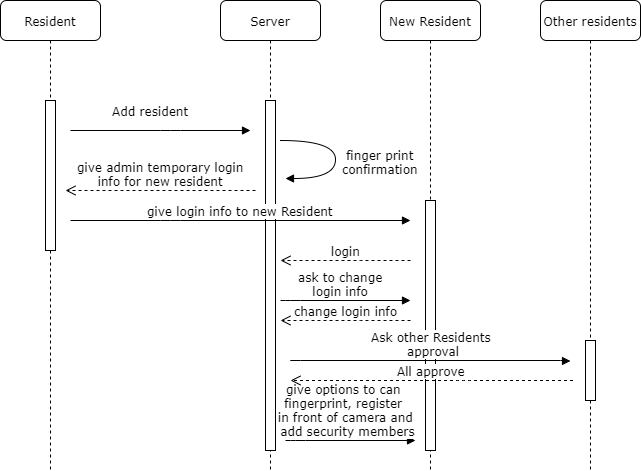 Resident
Server
New Resident
Other residents
Add resident
finger print
confirmation
give admin temporary login
info for new resident
give login info to new Resident
login
ask to change
login info
change login info
Ask other Residents
approval
All approve
give options to can
fingerprint, register
in front of camera and
add security members